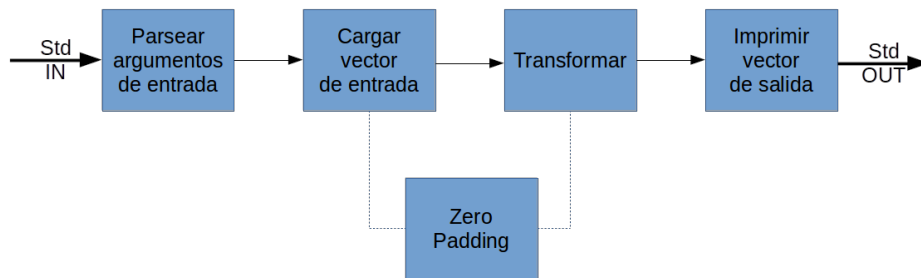 Std
IN
Parsear
argumentos
de entrada
Cargar
vector
de entrada
Transformar
Imprimir
vector
de salida
Std
OUT
Zero
Padding